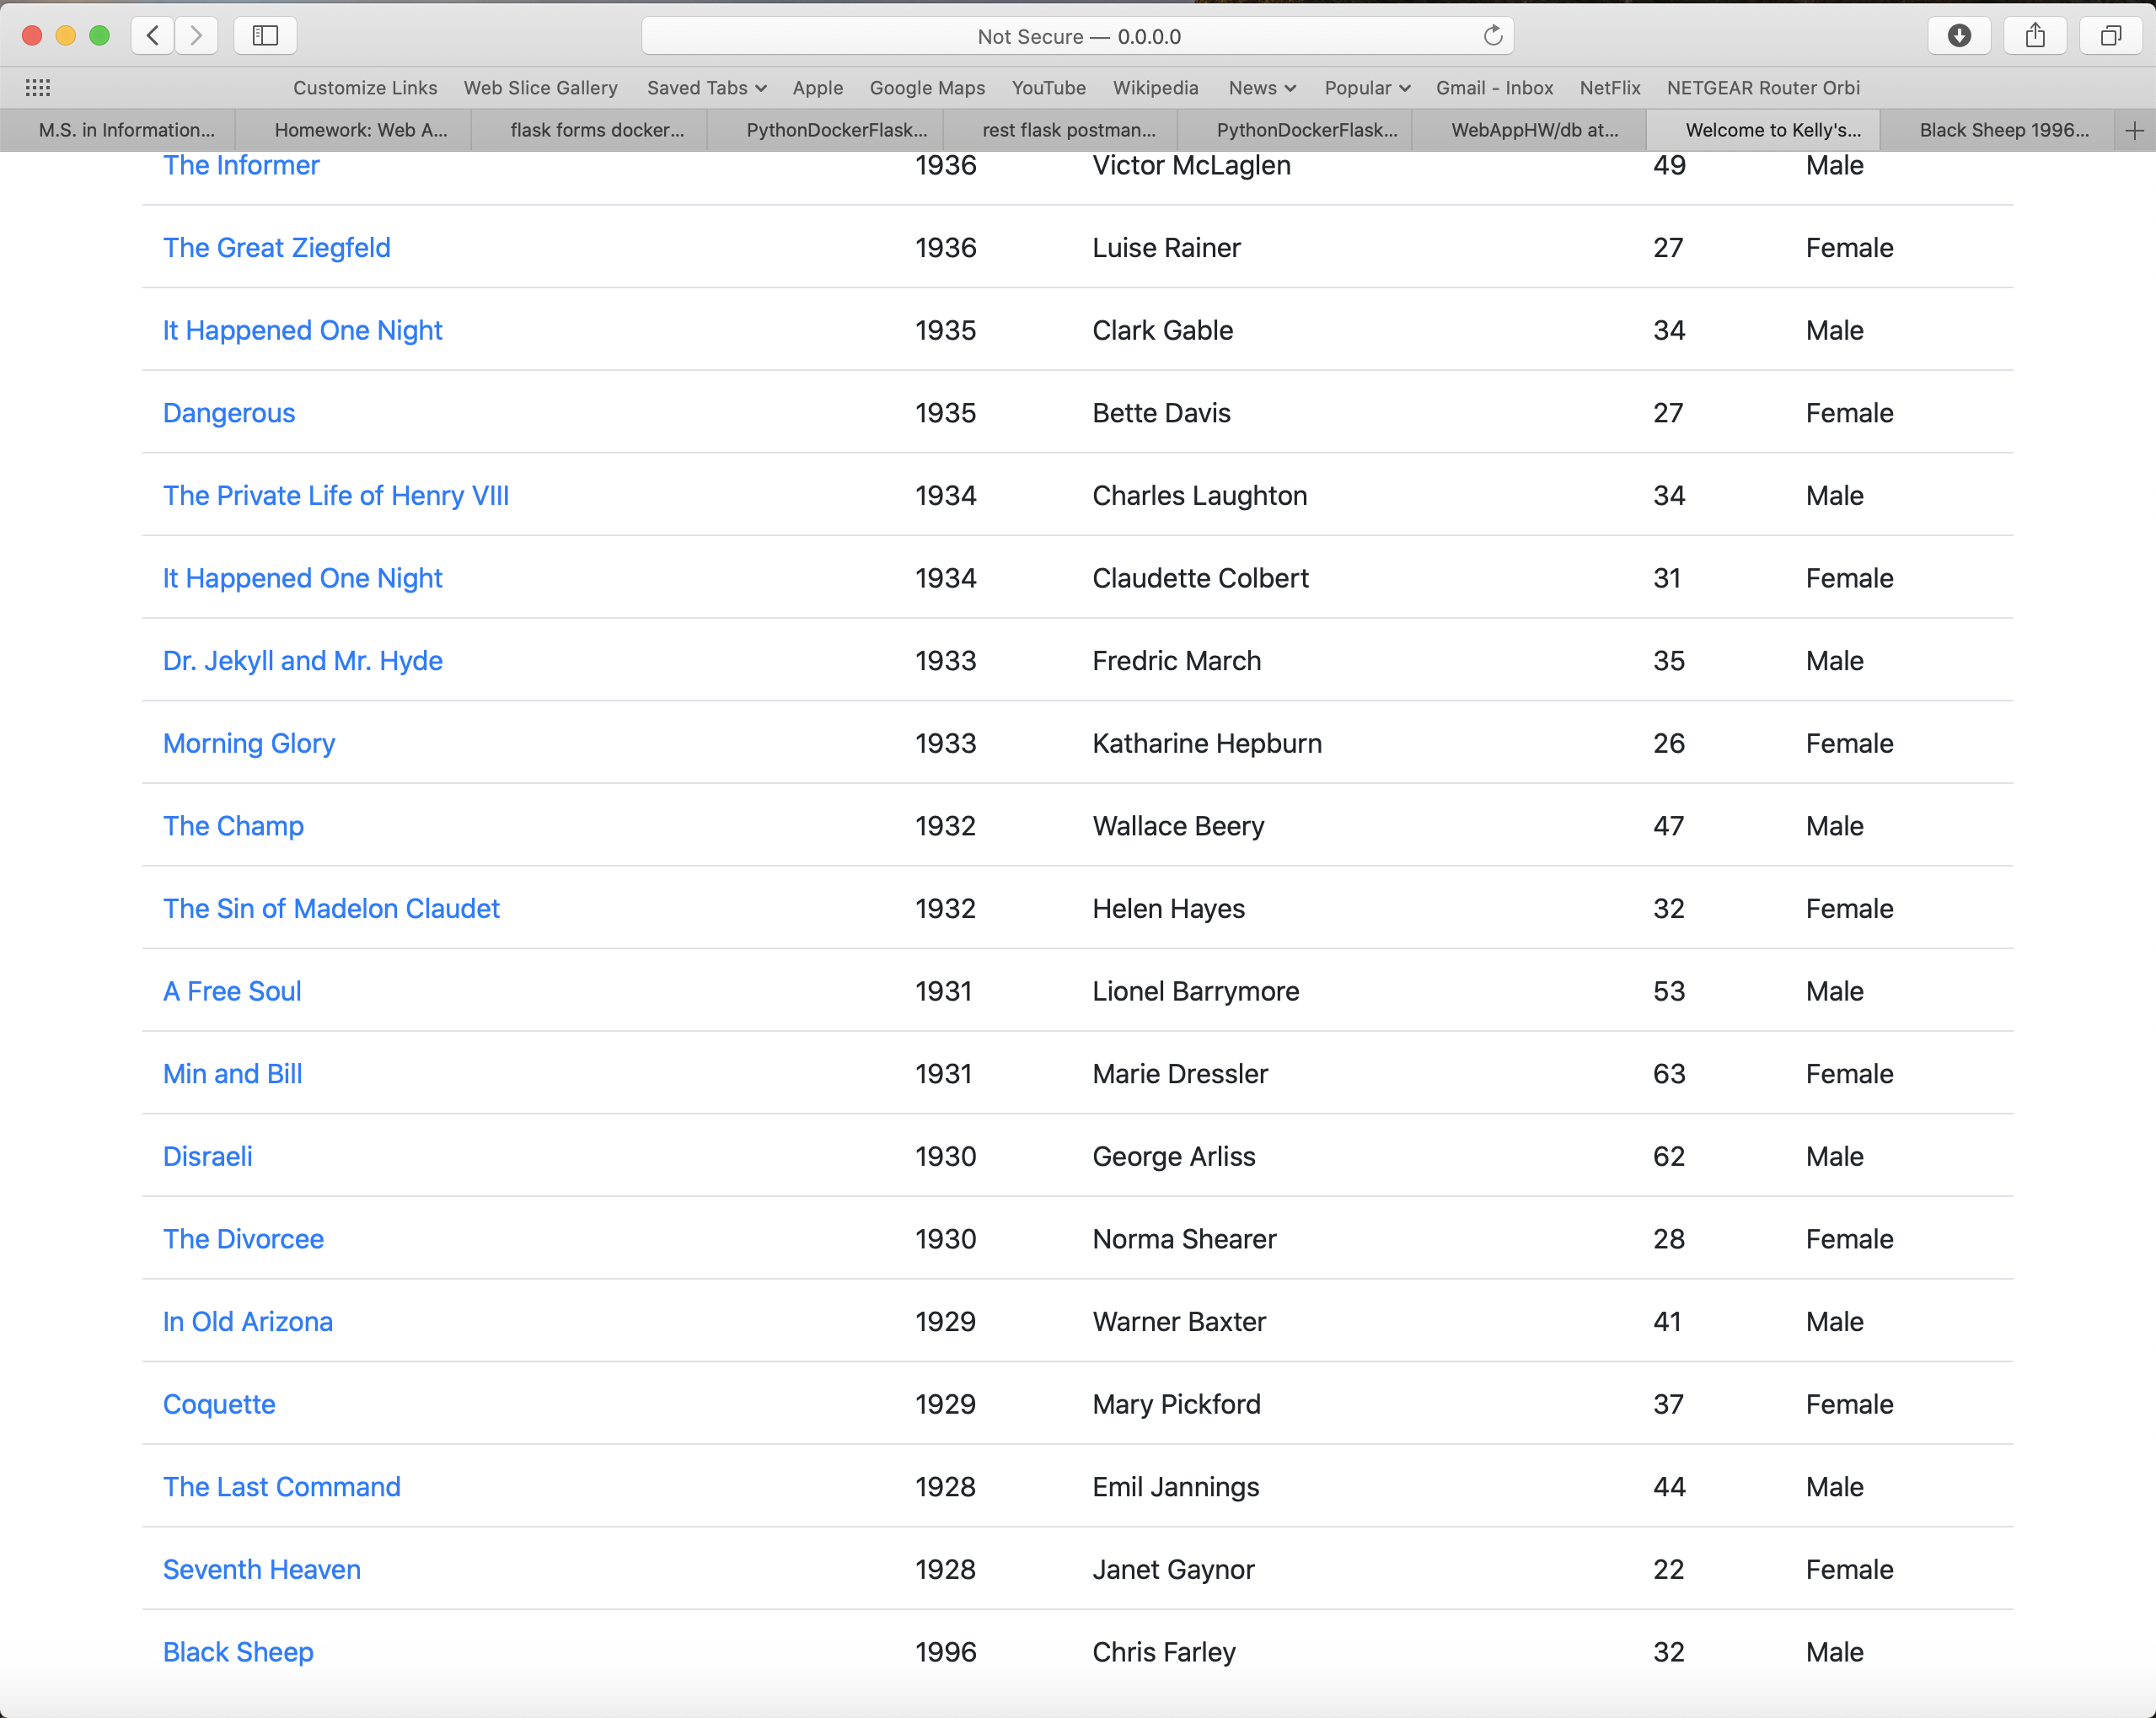 Not Secure — 0.0.0.0
Customize Links Web Slice Gallery Saved Tabs Apple Google Maps YouTube Wikipedia News Popular Gmail - Inbox NetFlix NETGEAR Router Orbi
M.S. in Information... Homework: Web A... flask forms docker... PythonDockerFlask... rest flask postman... PythonDockerFlask... WebAppHW/db at... Welcome to Kelly's... Black Sheep 1996...
The Informer 1936 Victor McLaglen 49 Male
The Great Ziegfeld 1936 Luise Rainer 27 Female
It Happened One Night 1935 Clark Gable 34 Male
Dangerous 1935 Bette Davis 27 Female
The Private Life of Henry VIII 1934 Charles Laughton 34 Male
It Happened One Night 1934 Claudette Colbert 31 Female
Dr. Jekyll and Mr. Hyde 1933 Fredric March 35 Male
Morning Glory 1933 Katharine Hepburn 26 Female
The Champ 1932 Wallace Beery 47 Male
The Sin of Madelon Claudet 1932 Helen Hayes 32 Female
A Free Soul 1931 Lionel Barrymore 53 Male
Min and Bill 1931 Marie Dressler 63 Female
Disraeli 1930 George Arliss 62 Male
The Divorcee 1930 Norma Shearer 28 Female
In Old Arizona 1929 Warner Baxter 41 Male
Coquette 1929 Mary Pickford 37 Female
The Last Command 1928 Emil Jannings 44 Male
Seventh Heaven 1928 Janet Gaynor 22 Female
Black Sheep 1996 Chris Farley 32 Male